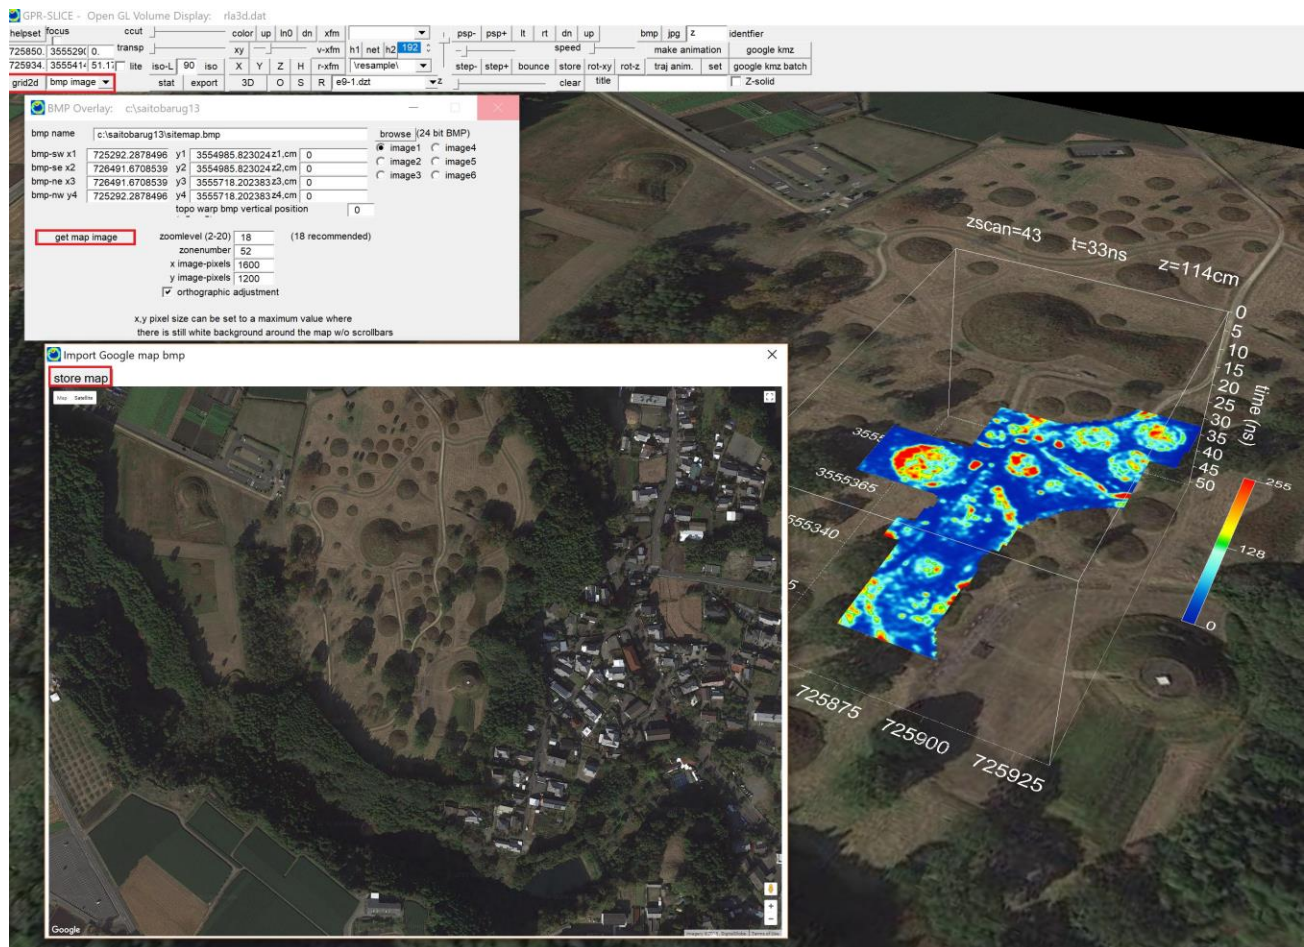 GPR-SLICE - Open GL Volume Display: rla3d.dat
helpset focus ccut color up ln0 dn xfm psp- psp+ lt rt dn up bmp jpg z identfier
725850. 3555290 0. transp xy v-xfm h1 net h2 192 speed make animation google kmz
725934. 3555414 51.17 lite iso-L 90 iso X Y Z H r-xfm \resample\ step- step+ bounce store rot-xy rot-z traj anim. set google kmz batch
grid2d bmp image stat export 3D O S R e9-1.dzt z clear title Z-solid
BMP Overlay: c:\saitobarug13\
bmp name c:\saitobarug13\sitemap.bmp browse (24 bit BMP)
bmp-sw x1 725292.2878496 y1 3554985.823024 z1,cm 0 image1 image4
bmp-se x2 726491.6708539 y2 3554985.823024 z2,cm 0 image2 image5
bmp-ne x3 726491.6708539 y3 3555718.202383 z3,cm 0 image3 image6
bmp-nw y4 725292.2878496 y4 3555718.202383 z4,cm 0
topo warp bmp vertical position 0
get map image zoomlevel (2-20) 18 (18 recommended)
zonenumber 52
x image-pixels 1600
y image-pixels 1200
orthographic adjustment
x,y pixel size can be set to a maximum value where
there is still white background around the map w/o scrollbars
Import Google map bmp
store map
Map Satellite
Google
zscan=43 t=33ns z=114cm
0
5
10
15
20
25
30
35
40
45
50
time (ns)
3555365
255
128
0
725875
725900
725925